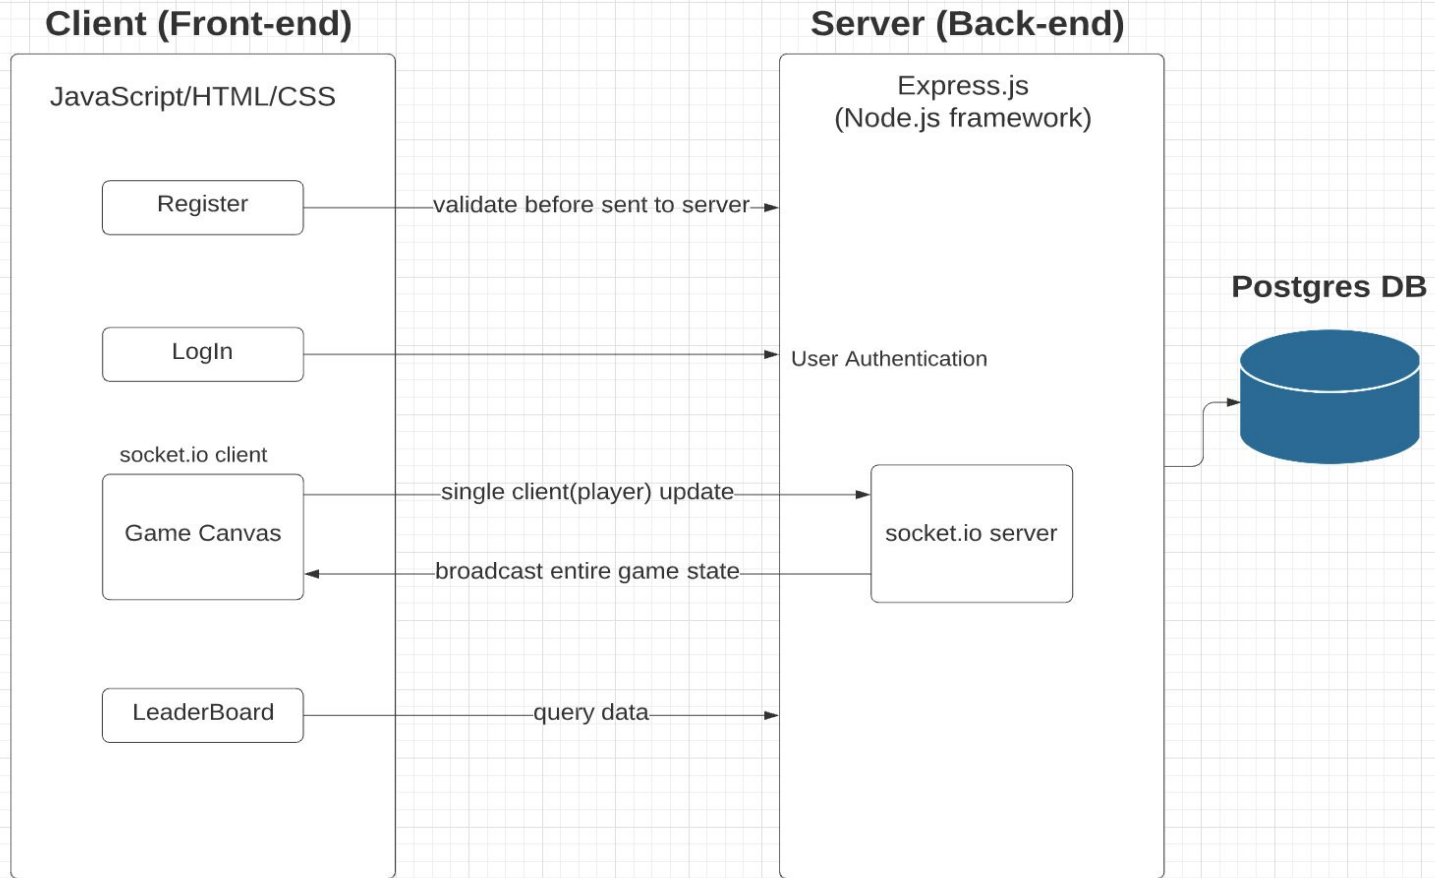 Client (Front-end)
Server (Back-end)
JavaScript/HTML/CSS
Express.js
(Node.js framework)
Register
validate before sent to server
Postgres DB
LogIn
User Authentication
socket.io client
single client(player) update
Game Canvas
socket.io server
broadcast entire game state
LeaderBoard
query data